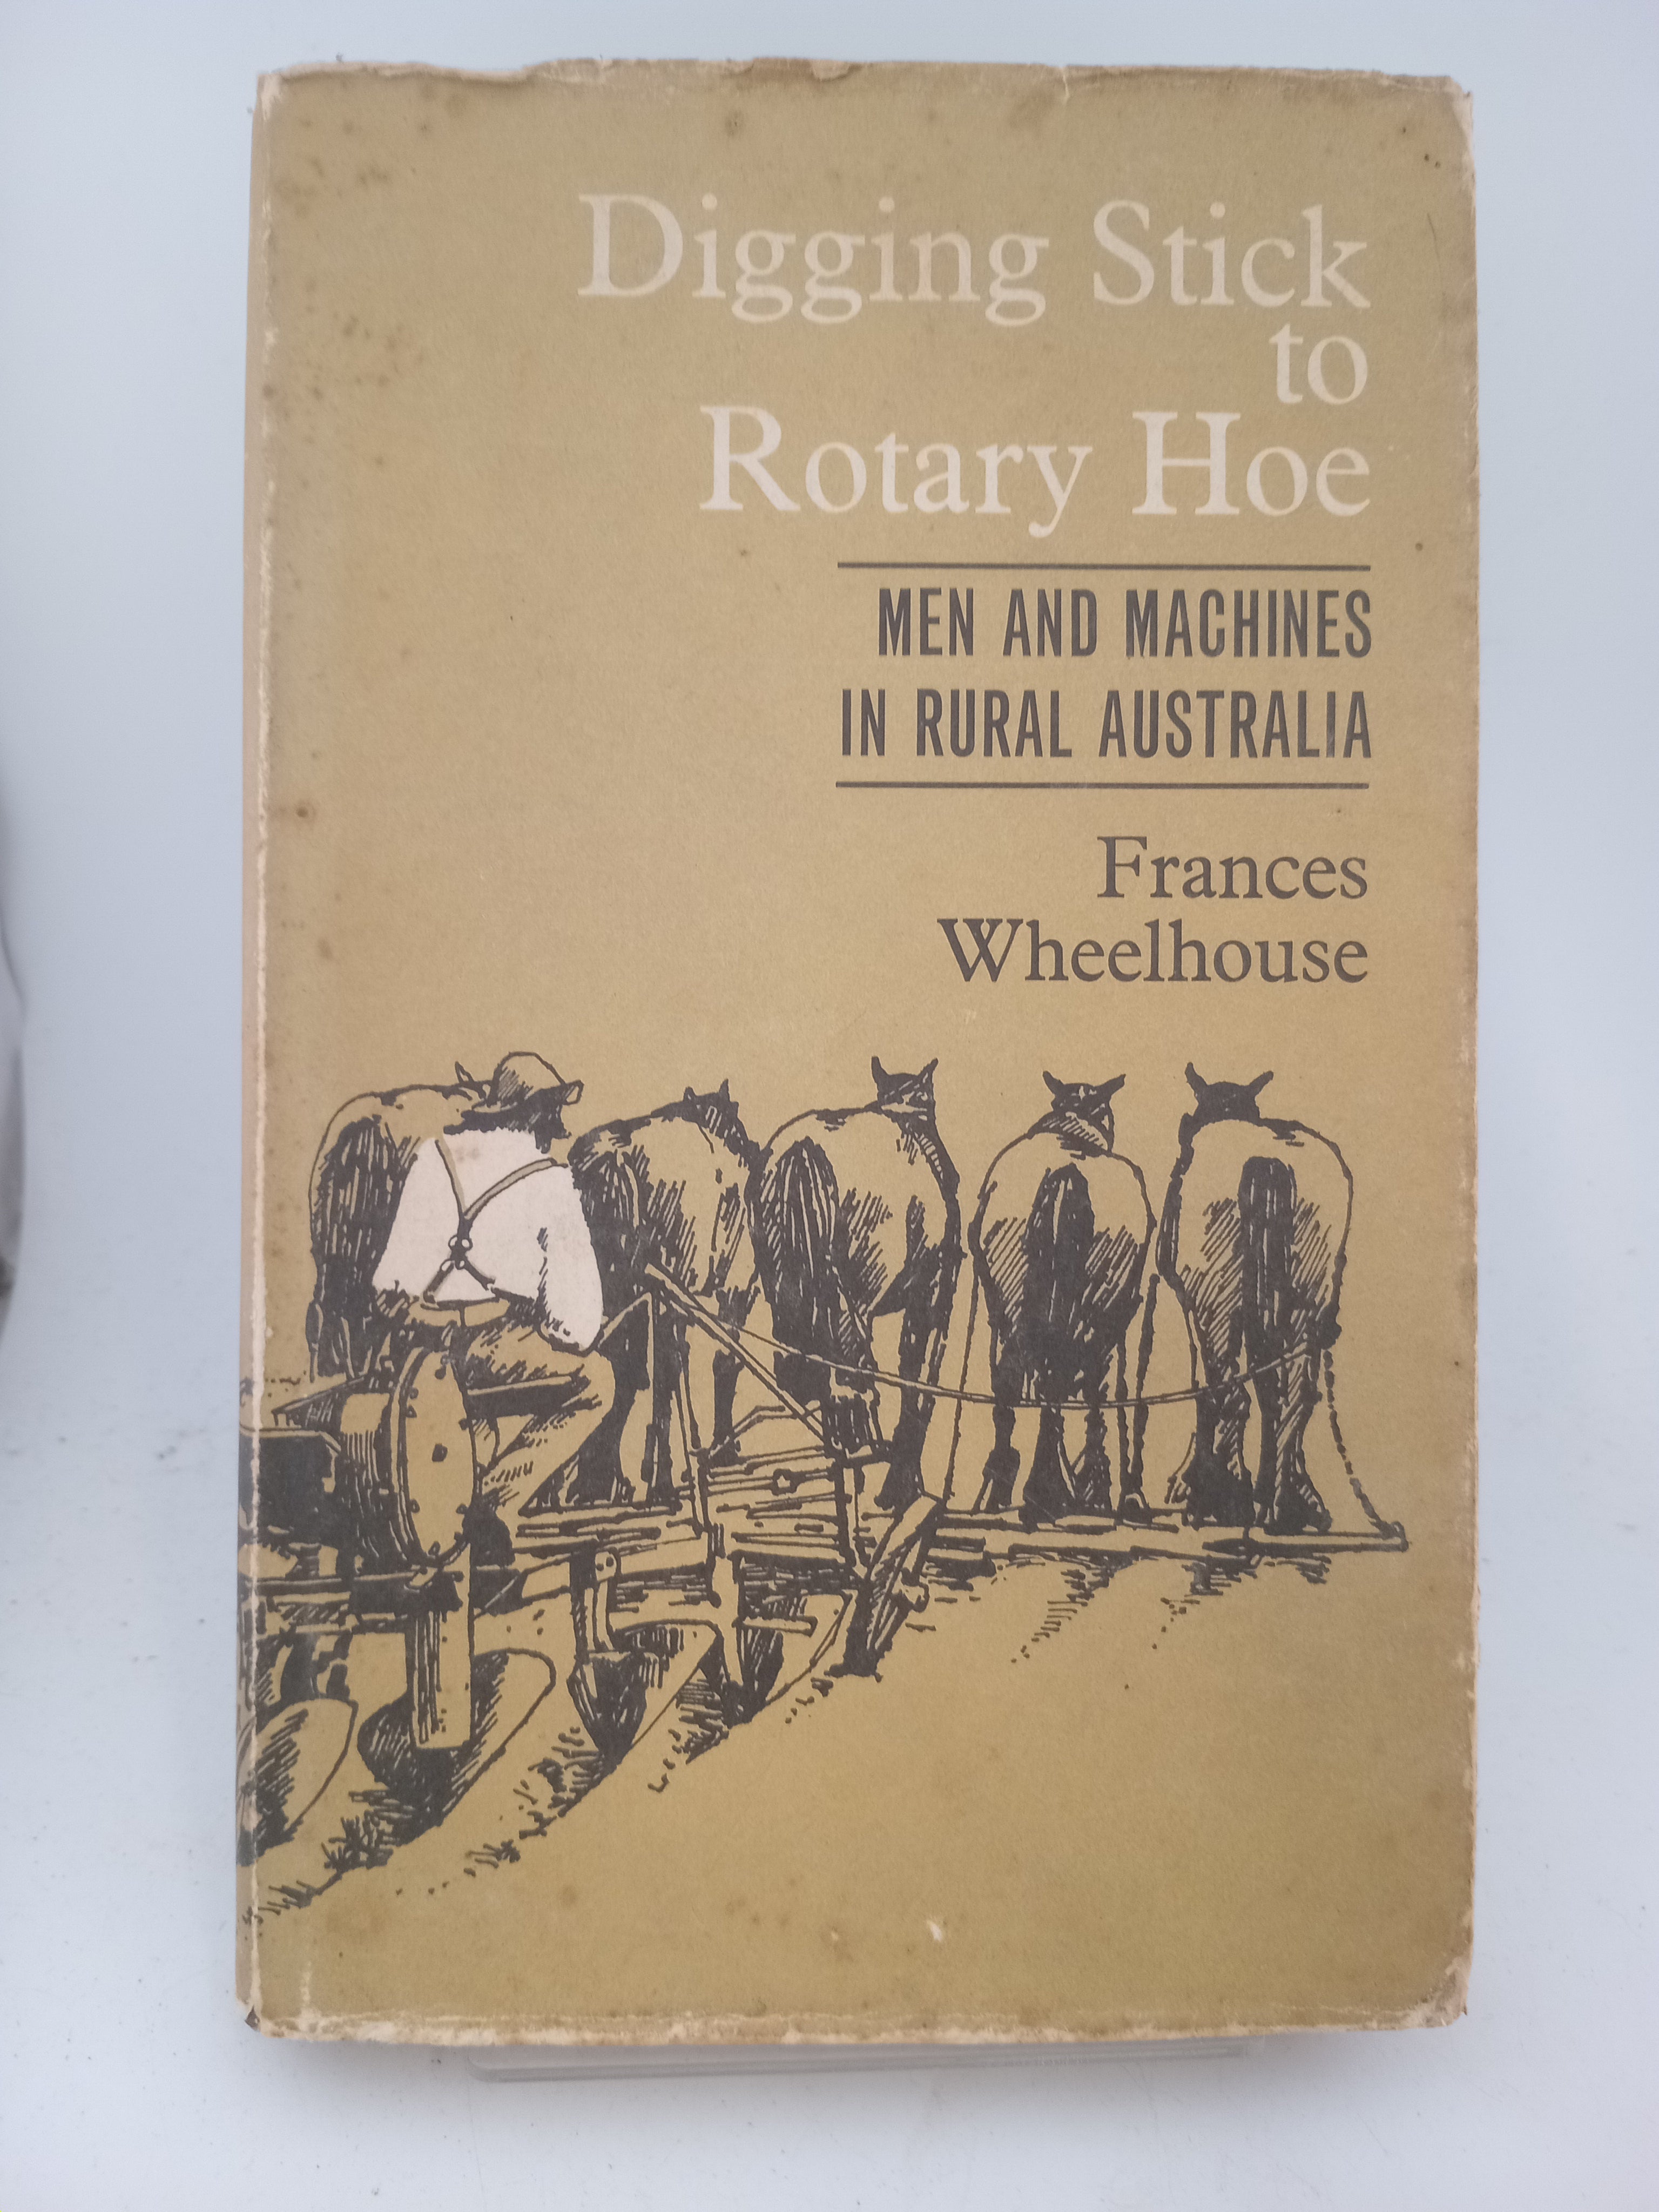 Digging Stick
to
Rotary Hoe
MEN AND MACHINES
IN RURAL AUSTRALIA
Frances
Wheelhouse